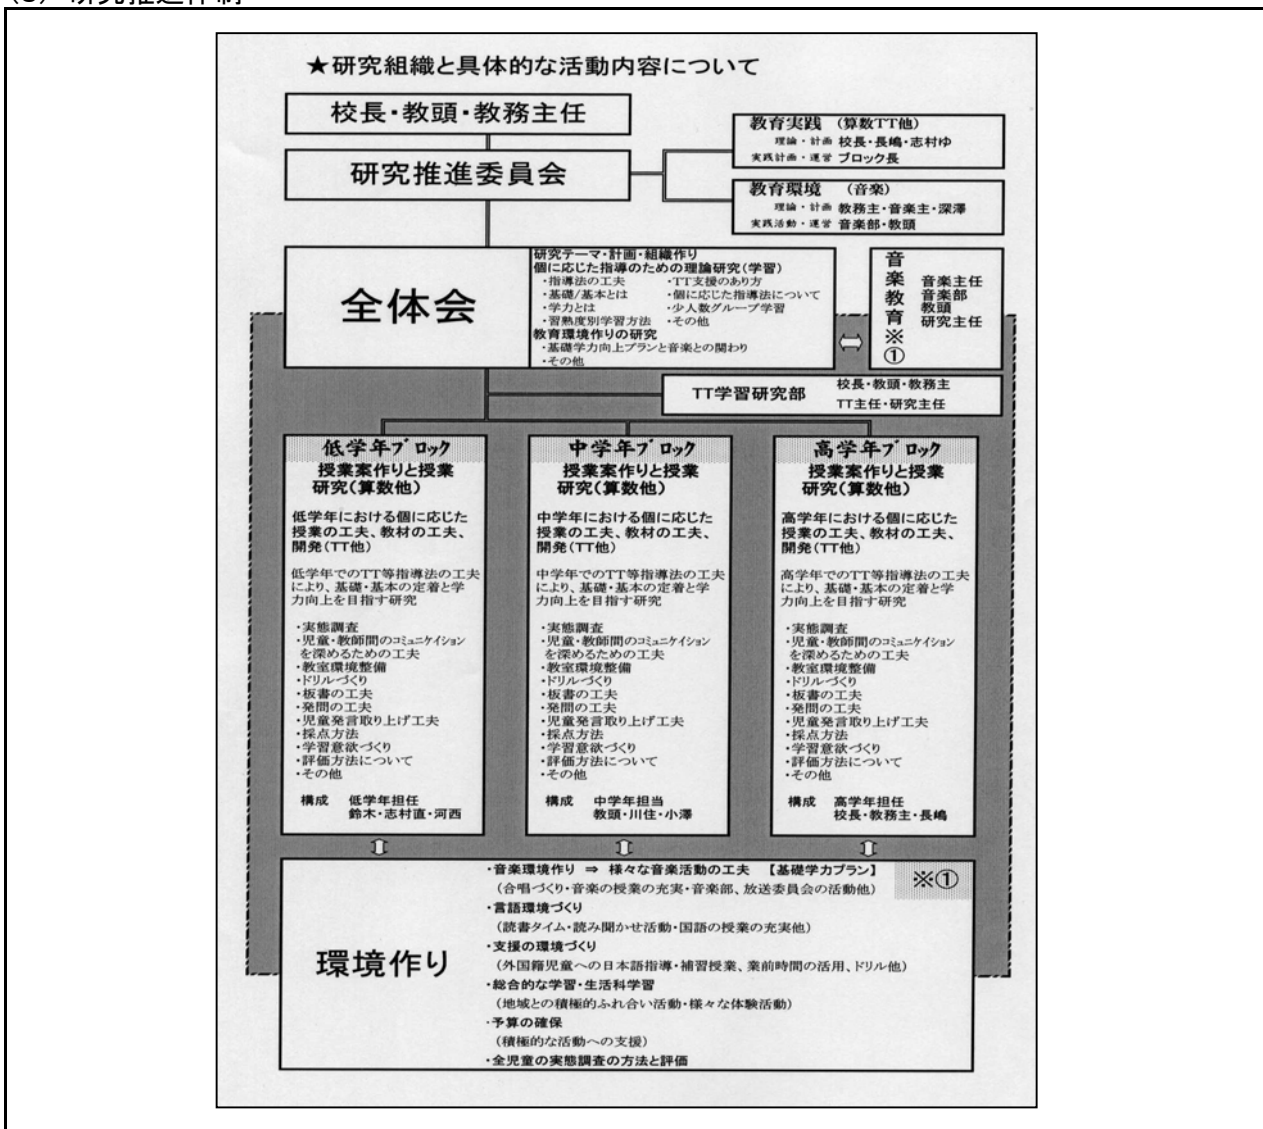 (3) 研究推進体制
★研究組織と具体的な活動内容について
校長・教頭・教務主任
研究推進委員会
教育実践 (算数TT他)
理論・計画 校長・長嶋・志村ゆ
実践計画・運営 ブロック長
教育環境 (音楽)
理論・計画 教務主・音楽主・深澤
実践活動・運営 音楽部・教頭
全体会
研究テーマ・計画・組織作り
個に応じた指導のための理論研究(学習)
・指導法の工夫 ・TT支援のあり方
・基礎/基本とは ・個に応じた指導法について
・学力とは ・少人数グループ学習
・習熟度別学習方法 ・その他
教育環境作りの研究
・基礎学力向上プランと音楽との関わり
・その他
音楽教育※①
音楽主任
音楽部
教頭
研究主任
TT学習研究部
校長・教頭・教務主
TT主任・研究主任
低学年ブロック
授業案作りと授業
研究(算数他)
低学年における個に応じた
授業の工夫、教材の工夫、
開発(TT他)
低学年でのTT等指導法の工夫
により、基礎・基本の定着と学
力向上を目指す研究
・実態調査
・児童・教師間のコミュニケイション
を深めるための工夫
・教室環境整備
・ドリルづくり
・板書の工夫
・発問の工夫
・児童発言取り上げ工夫
・採点方法
・学習意欲づくり
・評価方法について
・その他
構成 低学年担任
鈴木・志村直・河西
中学年ブロック
授業案作りと授業
研究(算数他)
中学年における個に応じた
授業の工夫、教材の工夫、
開発(TT他)
中学年でのTT等指導法の工夫
により、基礎・基本の定着と学
力向上を目指す研究
・実態調査
・児童・教師間のコミュニケイション
を深めるための工夫
・教室環境整備
・ドリルづくり
・板書の工夫
・発問の工夫
・児童発言取り上げ工夫
・採点方法
・学習意欲づくり
・評価方法について
・その他
構成 中学年担当
教頭・川住・小澤
高学年ブロック
授業案作りと授業
研究(算数他)
高学年における個に応じた
授業の工夫、教材の工夫、
開発(TT他)
高学年でのTT等指導法の工夫
により、基礎・基本の定着と学
力向上を目指す研究
・実態調査
・児童・教師間のコミュニケイション
を深めるための工夫
・教室環境整備
・ドリルづくり
・板書の工夫
・発問の工夫
・児童発言取り上げ工夫
・採点方法
・学習意欲づくり
・評価方法について
・その他
構成 高学年担任
校長・教務主・長嶋
環境作り
※①
・音楽環境作り ⇒ 様々な音楽活動の工夫 【基礎学力プラン】
(合唱づくり・音楽の授業の充実・音楽部、放送委員会の活動他)
・言語環境づくり
(読書タイム・読み聞かせ活動・国語の授業の充実他)
・支援の環境づくり
(外国籍児童への日本語指導・補習授業、業前時間の活用、ドリル他)
・総合的な学習・生活科学習
(地域との積極的ふれ合い活動・様々な体験活動)
・予算の確保
(積極的な活動への支援)
・全児童の実態調査の方法と評価